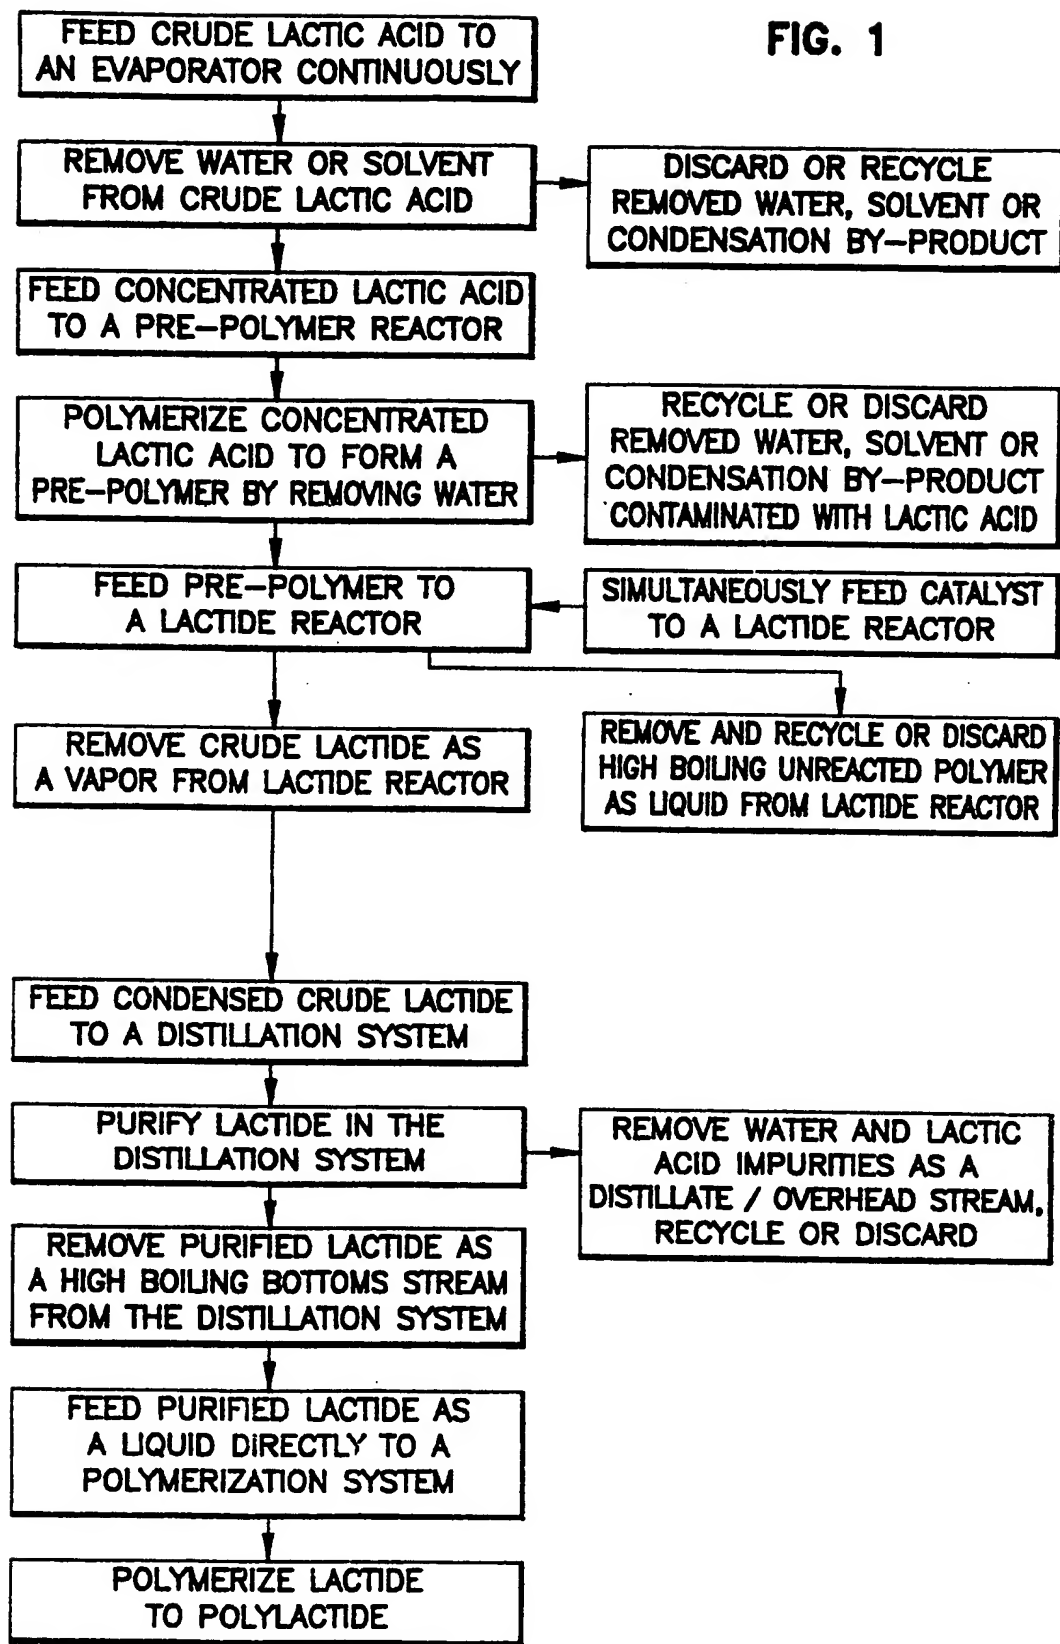 FIG. 1
FEED CRUDE LACTIC ACID TO
AN EVAPORATOR CONTINUOUSLY
REMOVE WATER OR SOLVENT
FROM CRUDE LACTIC ACID
DISCARD OR RECYCLE
REMOVED WATER, SOLVENT OR
CONDENSATION BY-PRODUCT
FEED CONCENTRATED LACTIC ACID
TO A PRE-POLYMER REACTOR
POLYMERIZE CONCENTRATED
LACTIC ACID TO FORM A
PRE-POLYMER BY REMOVING WATER
RECYCLE OR DISCARD
REMOVED WATER, SOLVENT OR
CONDENSATION BY-PRODUCT
CONTAMINATED WITH LACTIC ACID
FEED PRE-POLYMER TO
A LACTIDE REACTOR
SIMULTANEOUSLY FEED CATALYST
TO A LACTIDE REACTOR
REMOVE CRUDE LACTIDE AS
A VAPOR FROM LACTIDE REACTOR
REMOVE AND RECYCLE OR DISCARD
HIGH BOILING UNREACTED POLYMER
AS LIQUID FROM LACTIDE REACTOR
FEED CONDENSED CRUDE LACTIDE
TO A DISTILLATION SYSTEM
PURIFY LACTIDE IN THE
DISTILLATION SYSTEM
REMOVE WATER AND LACTIC
ACID IMPURITIES AS A
DISTILLATE / OVERHEAD STREAM,
RECYCLE OR DISCARD
REMOVE PURIFIED LACTIDE AS
A HIGH BOILING BOTTOMS STREAM
FROM THE DISTILLATION SYSTEM
FEED PURIFIED LACTIDE AS
A LIQUID DIRECTLY TO A
POLYMERIZATION SYSTEM
POLYMERIZE LACTIDE
TO POLYLACTIDE